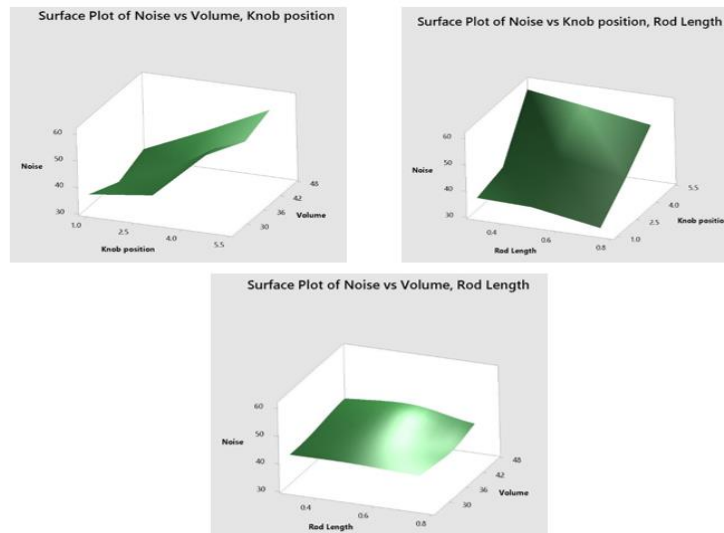 Surface Plot of Noise vs Volume, Knob position
60
50
Noise
40
30
1.0
2.5
Knob position
4.0
5.5
30
36
Volume
42
48
Surface Plot of Noise vs Knob position, Rod Length
60
50
Noise
40
30
0.4
Rod Length
0.6
0.8
1.0
2.5
Knob positio
4.0
5.5
Surface Plot of Noise vs Volume, Rod Length
60
50
Noise
40
30
0.4
Rod Length
0.6
0.8
30
36
Volume
42
48